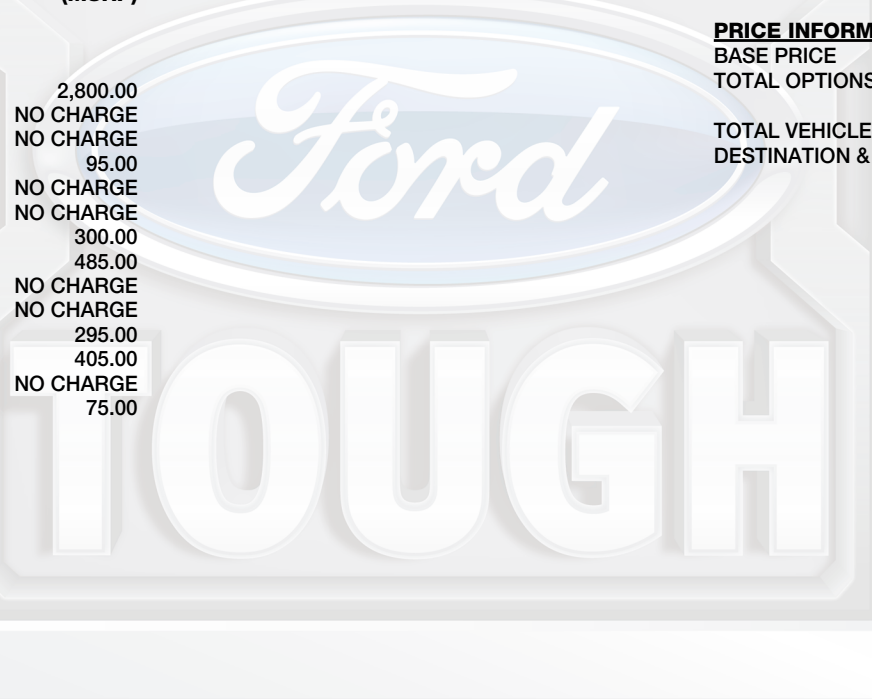 (MSRP)
2,800.00
NO CHARGE
NO CHARGE
95.00
NO CHARGE
NO CHARGE
300.00
485.00
NO CHARGE
NO CHARGE
295.00
405.00
NO CHARGE
75.00
PRICE INFORM
BASE PRICE
TOTAL OPTIONS
TOTAL VEHICLE
DESTINATION &
Ford
TOUGH